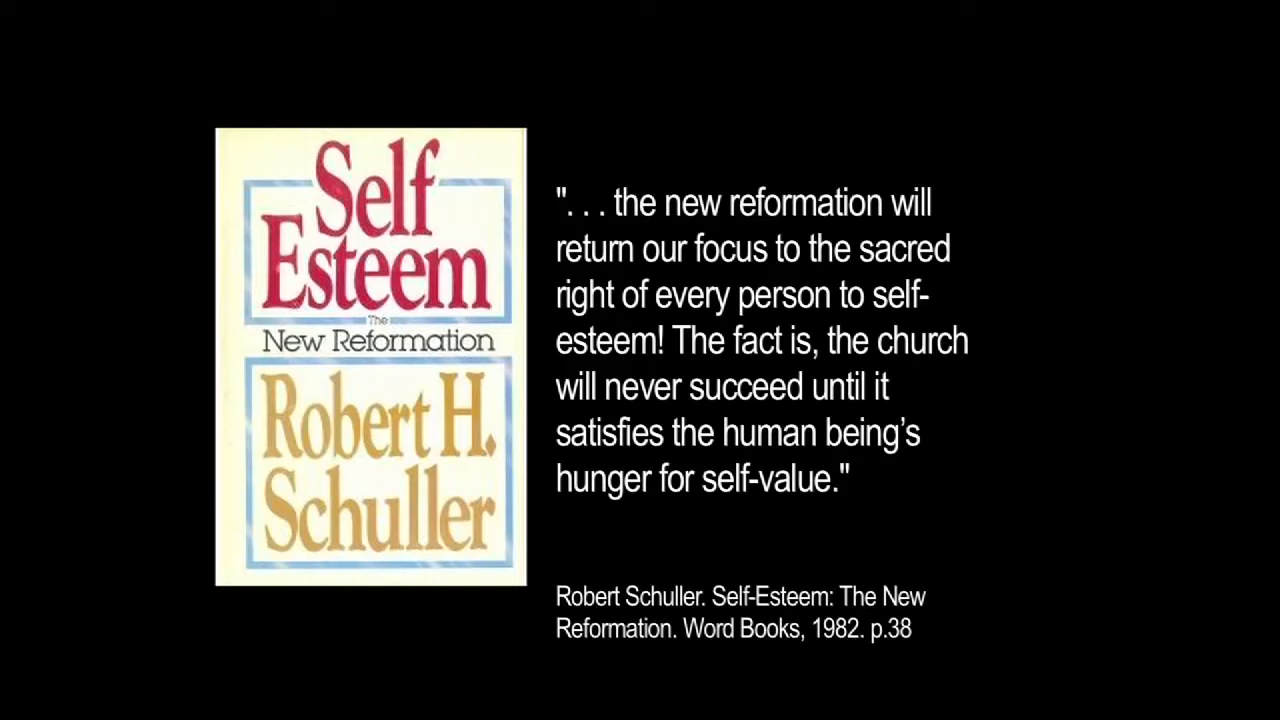 Self
Esteem
The
New Reformation
Robert H.
Schuller
". . . the new reformation will
return our focus to the sacred
right of every person to self-
esteem! The fact is, the church
will never succeed until it
satisfies the human being’s
hunger for self-value."
Robert Schuller. Self-Esteem: The New
Reformation. Word Books, 1982. p.38